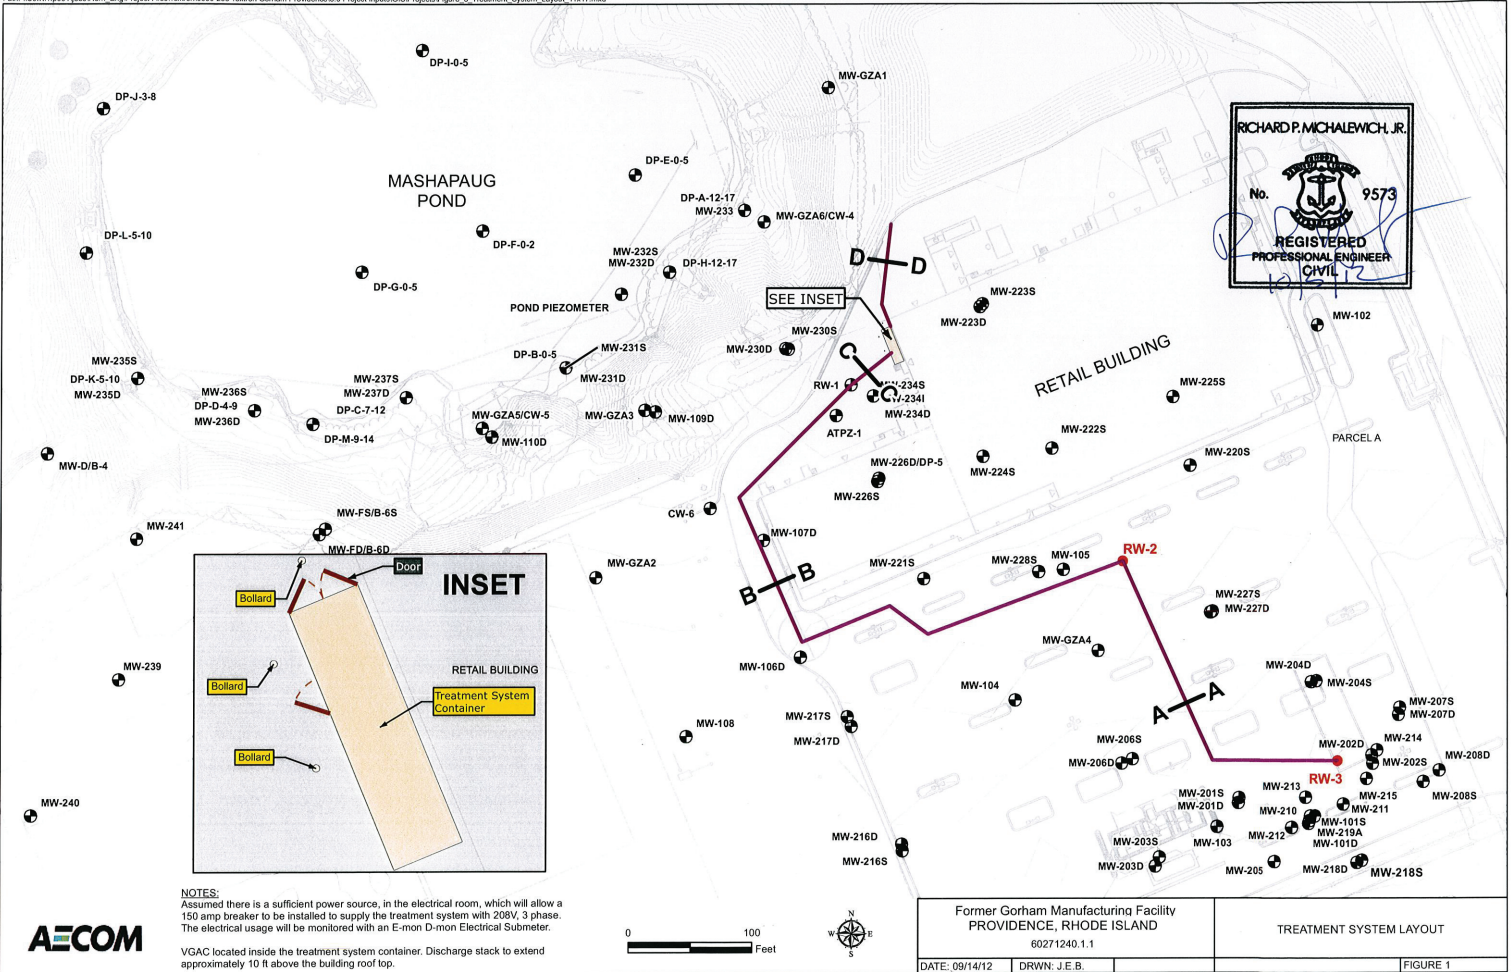 DP-I-0-5
MW-GZA1
DP-J-3-8
RICHARD P. MICHALEWICH, JR.
No. 9573
REGISTERED
PROFESSIONAL ENGINEER
CIVIL
10/5/12
DP-E-0-5
MASHAPAUG
POND
DP-A-12-17
MW-233
MW-GZA6/CW-4
DP-L-5-10
DP-F-0-2
MW-232S
MW-232D
DP-H-12-17
D D
DP-G-0-5
SEE INSET
MW-223S
MW-223D
POND PIEZOMETER
MW-102
MW-230S
MW-230D
MW-231S
DP-B-0-5
MW-231D
C C
RETAIL BUILDING
MW-235S
DP-K-5-10
MW-235D
MW-236S
DP-D-4-9
MW-236D
MW-237S
MW-237D
DP-C-7-12
DP-M-9-14
MW-GZA5/CW-5
MW-110D
MW-GZA3
MW-109D
RW-1
MW-234S
MW-234I
MW-234D
ATPZ-1
MW-225S
MW-222S
PARCEL A
MW-D/B-4
MW-226D/DP-5
MW-226S
MW-224S
MW-220S
MW-FS/B-6S
MW-FD/B-6D
CW-6
MW-241
MW-107D
MW-GZA2
B B
MW-221S
MW-228S
MW-105
RW-2
Door
INSET
Bollard
MW-227S
MW-227D
MW-GZA4
MW-239
RETAIL BUILDING
Bollard
Treatment System
Container
MW-106D
MW-204D
MW-204S
MW-104
A A
MW-207S
MW-207D
MW-108
MW-217S
MW-217D
Bollard
MW-206S
MW-206D
MW-202D
MW-214
MW-202S
MW-208D
RW-3
MW-208S
MW-213
MW-215
MW-201S
MW-201D
MW-211
MW-210
MW-101S
MW-219A
MW-101D
MW-212
MW-103
MW-240
MW-216D
MW-216S
MW-203S
MW-203D
MW-205
MW-218D
MW-218S
NOTES:
Assumed there is a sufficient power source, in the electrical room, which will allow a
150 amp breaker to be installed to supply the treatment system with 208V, 3 phase.
The electrical usage will be monitored with an E-mon D-mon Electrical Submeter.
VGAC located inside the treatment system container. Discharge stack to extend
approximately 10 ft above the building roof top.
AECOM
0 100
Feet
N
W E
S
Former Gorham Manufacturing Facility
PROVIDENCE, RHODE ISLAND
60271240.1.1
TREATMENT SYSTEM LAYOUT
DATE: 09/14/12 DRWN: J.E.B. FIGURE 1